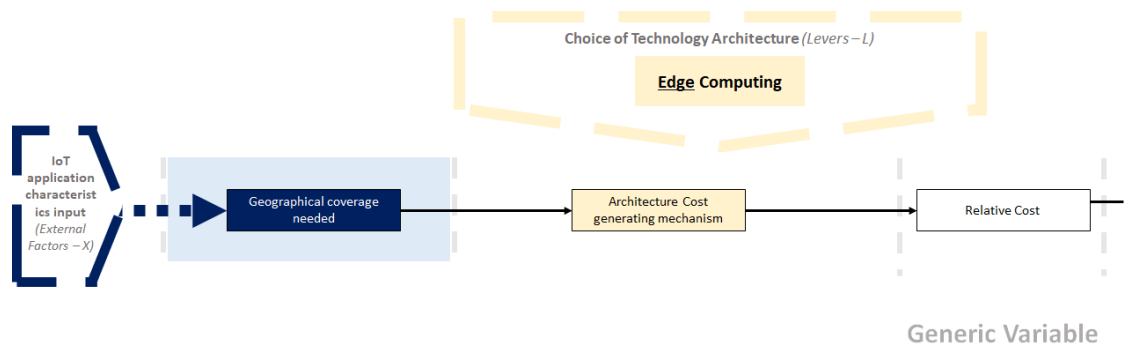 Choice of Technology Architecture (Levers – L)
Edge Computing
IoT
application
characterist
ics input
(External
Factors – X)
Geographical coverage
needed
Architecture Cost
generating mechanism
Relative Cost
Generic Variable